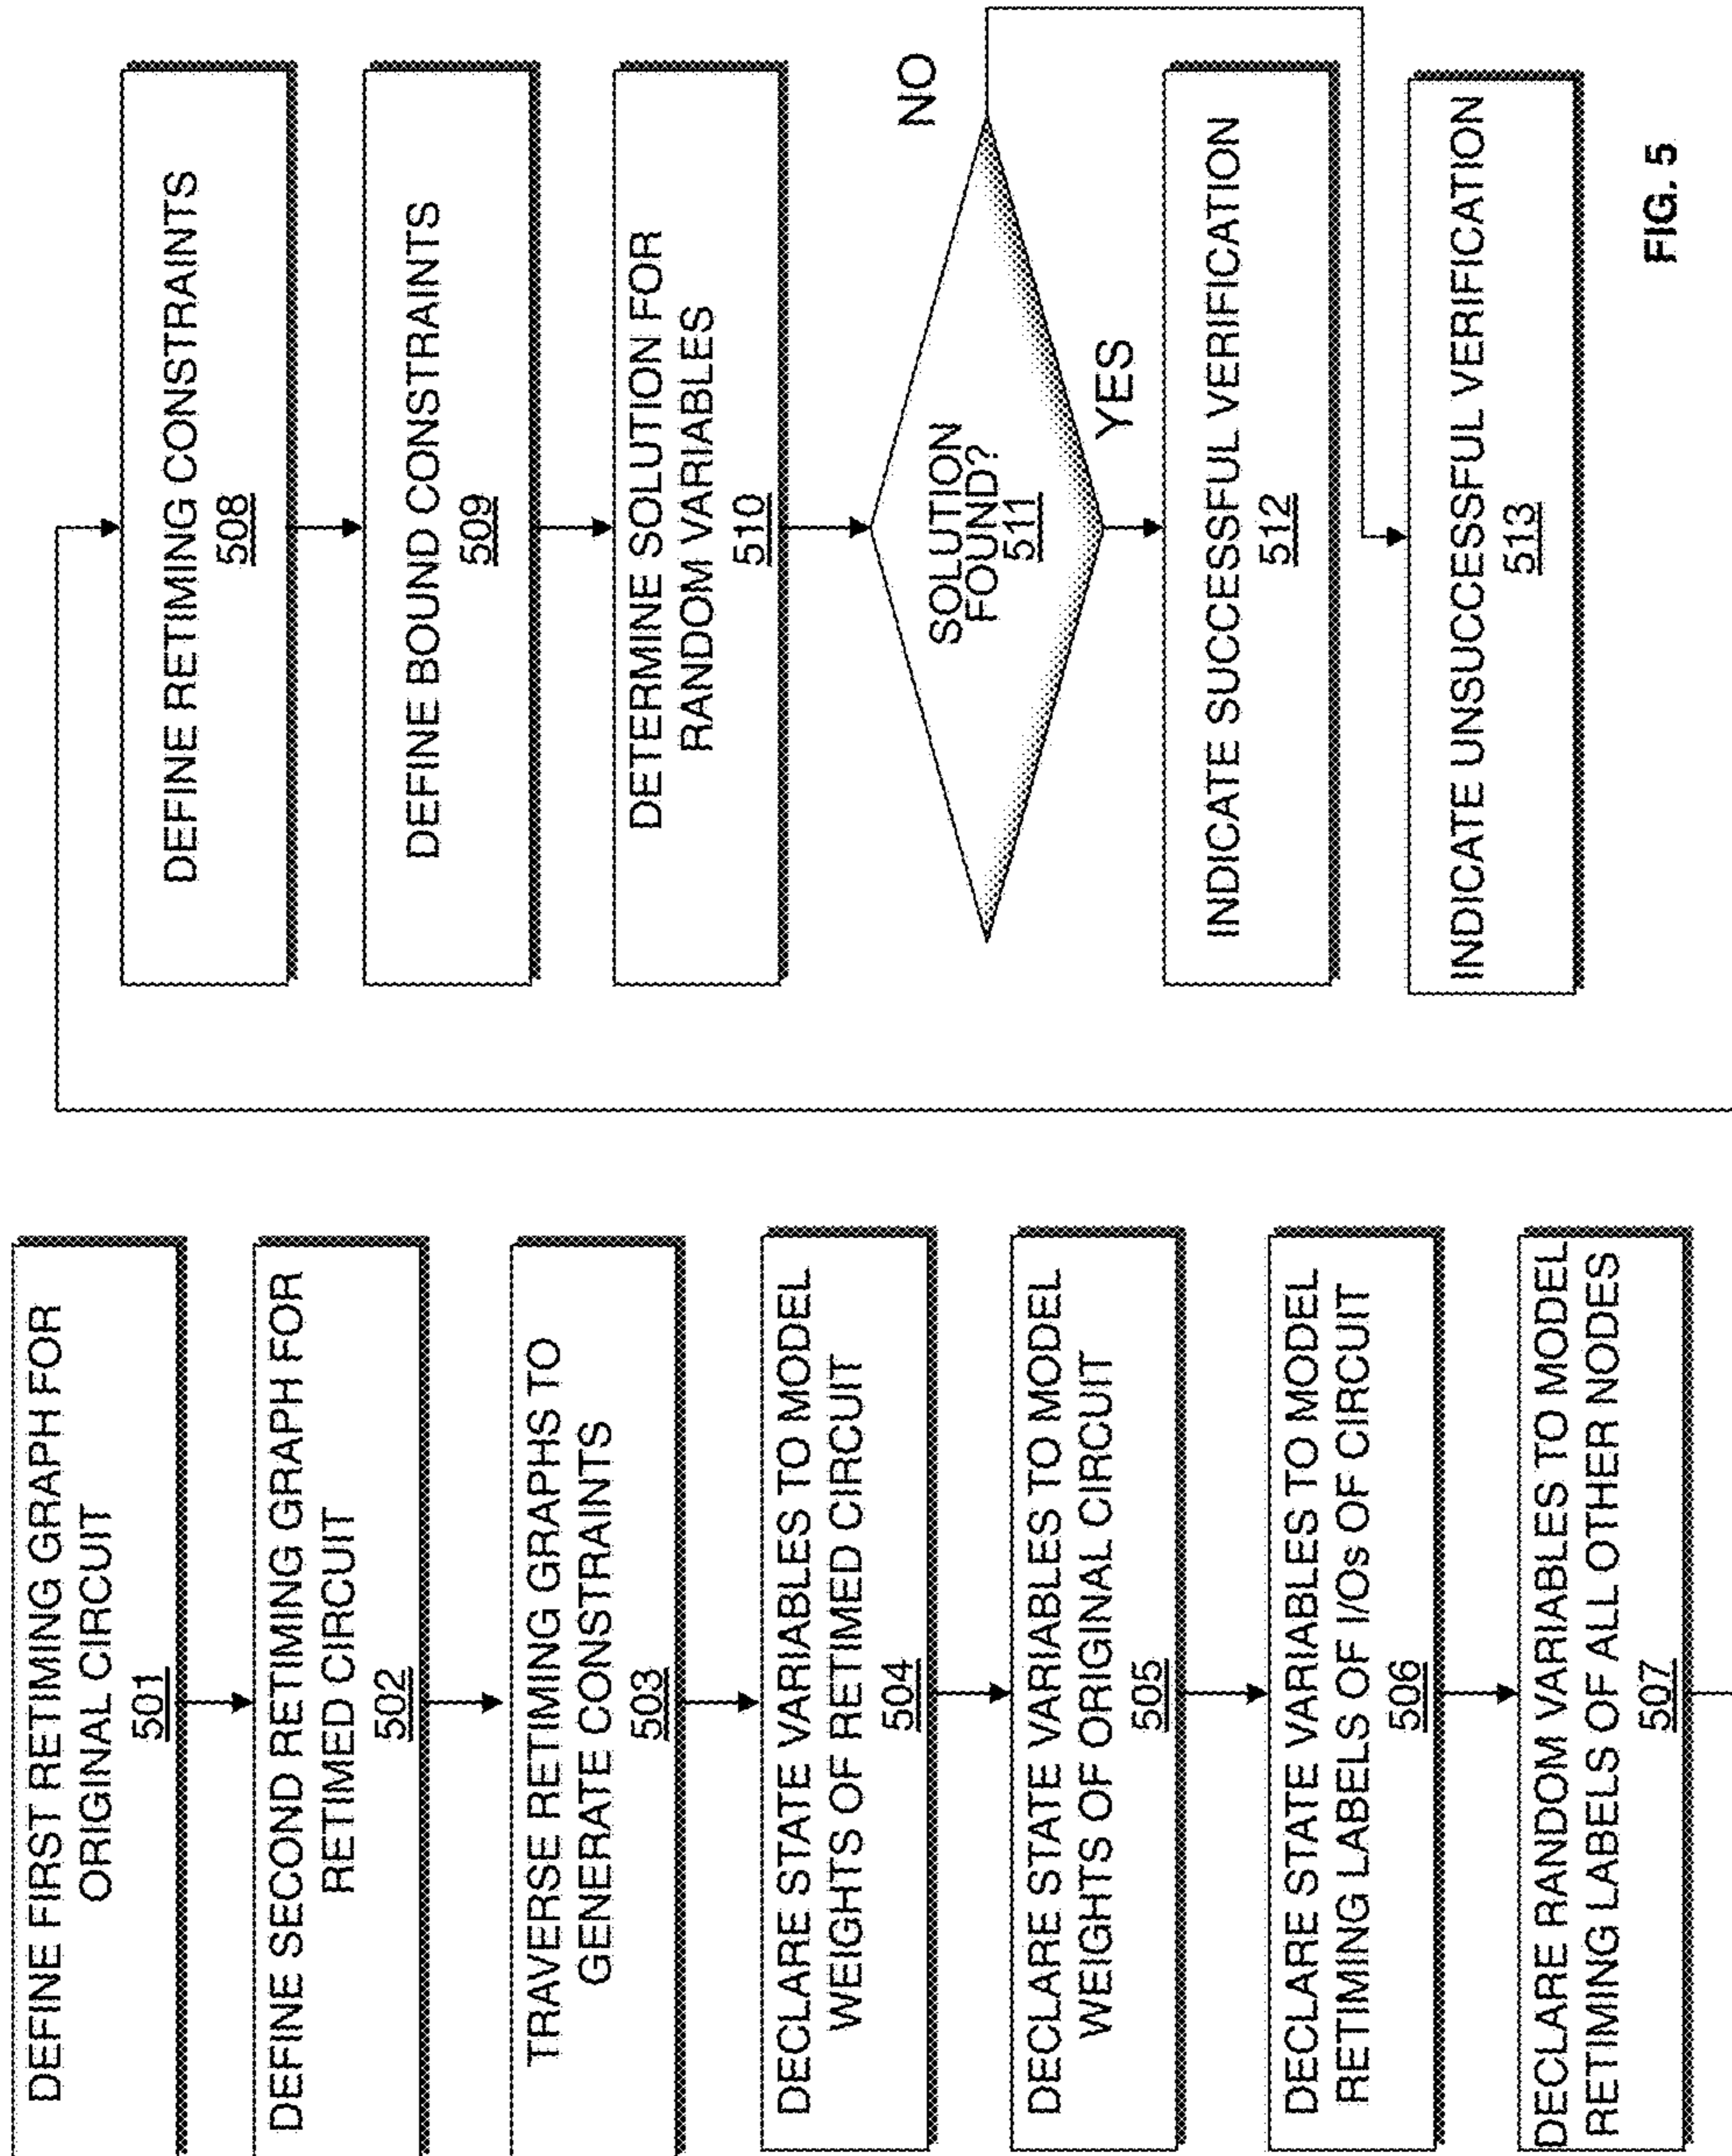 DEFINE FIRST RETIMING GRAPH FOR
ORIGINAL CIRCUIT
501
DEFINE SECOND RETIMING GRAPH FOR
RETIMED CIRCUIT
502
TRAVERSE RETIMING GRAPHS TO
GENERATE CONSTRAINTS
503
DECLARE STATE VARIABLES TO MODEL
WEIGHTS OF RETIMED CIRCUIT
504
DECLARE STATE VARIABLES TO MODEL
WEIGHTS OF ORIGINAL CIRCUIT
505
DECLARE STATE VARIABLES TO MODEL
RETIMING LABELS OF I/Os OF CIRCUIT
506
DECLARE RANDOM VARIABLES TO MODEL
RETIMING LABELS OF ALL OTHER NODES
507
DEFINE RETIMING CONSTRAINTS
508
DEFINE BOUND CONSTRAINTS
509
DETERMINE SOLUTION FOR
RANDOM VARIABLES
510
SOLUTION
FOUND?
511
NO
YES
INDICATE SUCCESSFUL VERIFICATION
512
INDICATE UNSUCCESSFUL VERIFICATION
513
FIG. 5